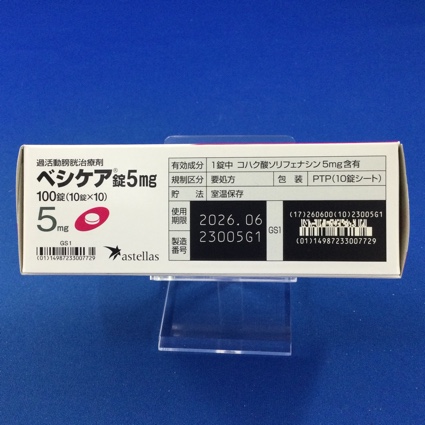 過活動膀胱治療剤
ベシケア®錠5mg
100錠(10錠×10)
5mg
GS1
(01)14987233007729
astellas
有効成分 1錠中 コハク酸ソリフェナシン5mg含有
規制区分 要処方 包装 PTP(10錠シート)
貯法 室温保存
使用期限 2026.06
製造番号 23005G1
GS1
(17)260600(10)23005G1
(01)14987233007729